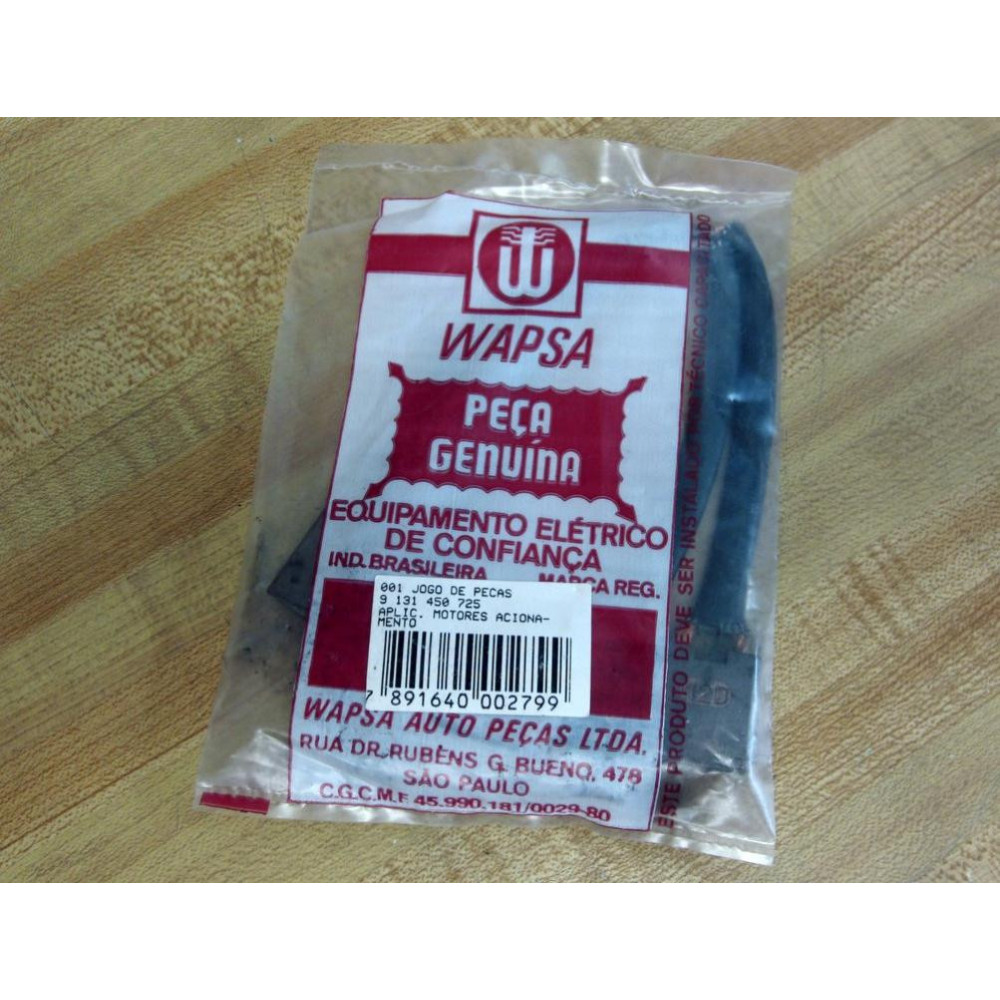 W
WAPSA
PEÇA
GENUÍNA
EQUIPAMENTO ELÉTRICO
DE CONFIANÇA
IND. BRASILEIRA MARCA REG.
001 JOGO DE PECAS
9 131 450 725
APLIC. MOTORES ACIONA-
MENTO
7 891640 002799
WAPSA AUTO PEÇAS LTDA.
RUA DR. RUBENS G. BUENO, 478
SÃO PAULO
C.G.C.M.F. 45.990.181/0029-80
ESTE PRODUTO DEVE SER INSTALADO POR TÉCNICO CAPACITADO
120